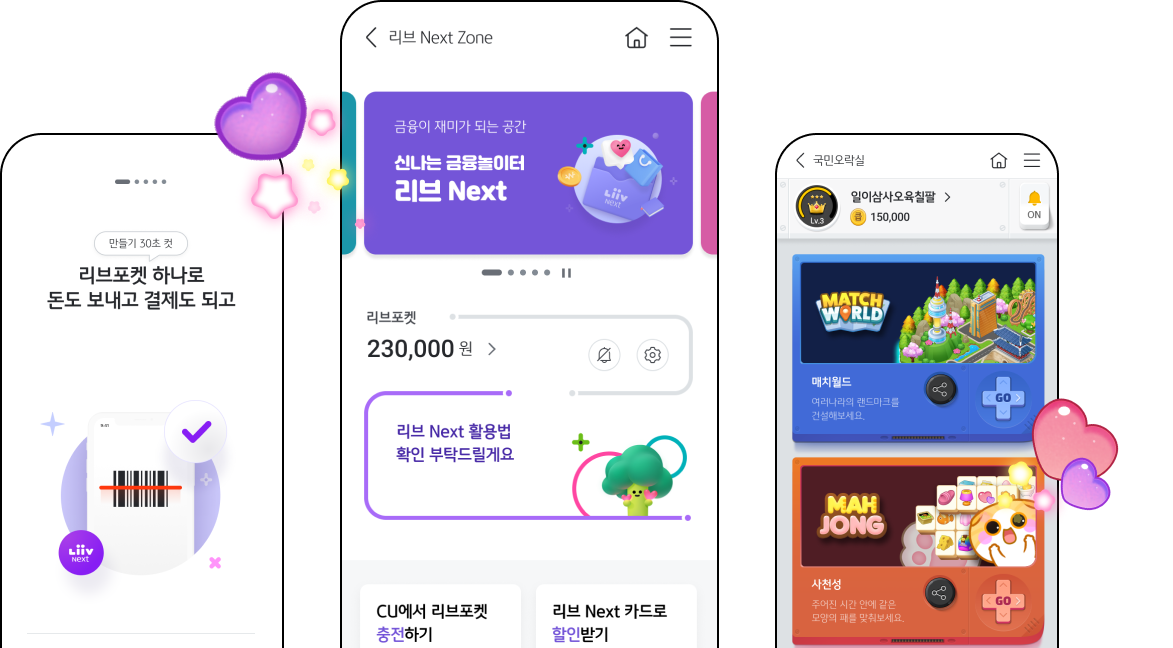 만들기 30초 컷
리브포켓 하나로
돈도 보내고 결제도 되고
9:41
Liiv
Next
리브 Next Zone
금융이 재미가 되는 공간
신나는 금융놀이터
리브 Next
Liiv
Next
리브포켓
230,000 원
리브 Next 활용법
확인 부탁드릴게요
CU에서 리브포켓
충전하기
리브 Next 카드로
할인받기
국민오락실
Lv.3
일이삼사오육칠팔
콤 150,000
ON
MATCH
WORLD
매치월드
여러나라의 랜드마크를
건설해보세요.
GO
MAH
JONG
사천성
주어진 시간 안에 같은
모양의 패를 맞춰보세요.
GO